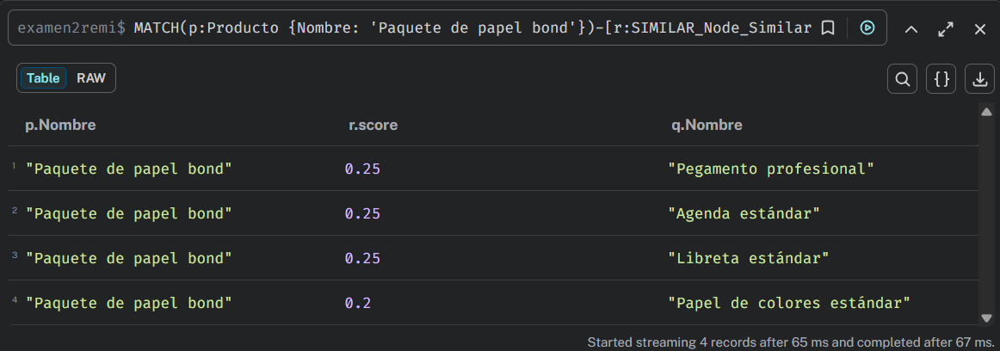 examen2remi$ MATCH(p:Producto {Nombre: 'Paquete de papel bond'})-[r:SIMILAR_Node_Similar
Table RAW
p.Nombre r.score q.Nombre
1 "Paquete de papel bond" 0.25 "Pegamento profesional"
2 "Paquete de papel bond" 0.25 "Agenda estándar"
3 "Paquete de papel bond" 0.25 "Libreta estándar"
4 "Paquete de papel bond" 0.2 "Papel de colores estándar"
Started streaming 4 records after 65 ms and completed after 67 ms.